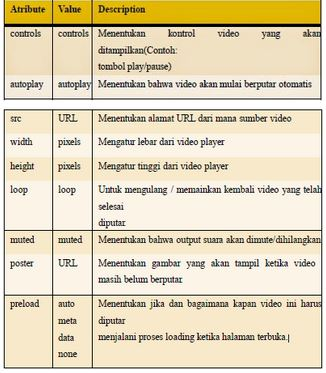 Atribute Value Description
controls controls Menentukan kontrol video yang akan
ditampilkan(Contoh:
tombol play/pause)
autoplay autoplay Menentukan bahwa video akan mulai berputar otomatis
src URL Menentukan alamat URL dari mana sumber video
width pixels Mengatur lebar dari video player
height pixels Mengatur tinggi dari video player
loop loop Untuk mengulang / memainkan kembali video yang telah
selesai
diputar
muted muted Menentukan bahwa output suara akan dimute/dihilangkan
poster URL Menentukan gambar yang akan tampil ketika video
masih belum berputar
preload auto Menentukan jika dan bagaimana kapan video ini harus
meta diputar
data menjalani proses loading ketika halaman terbuka.
none